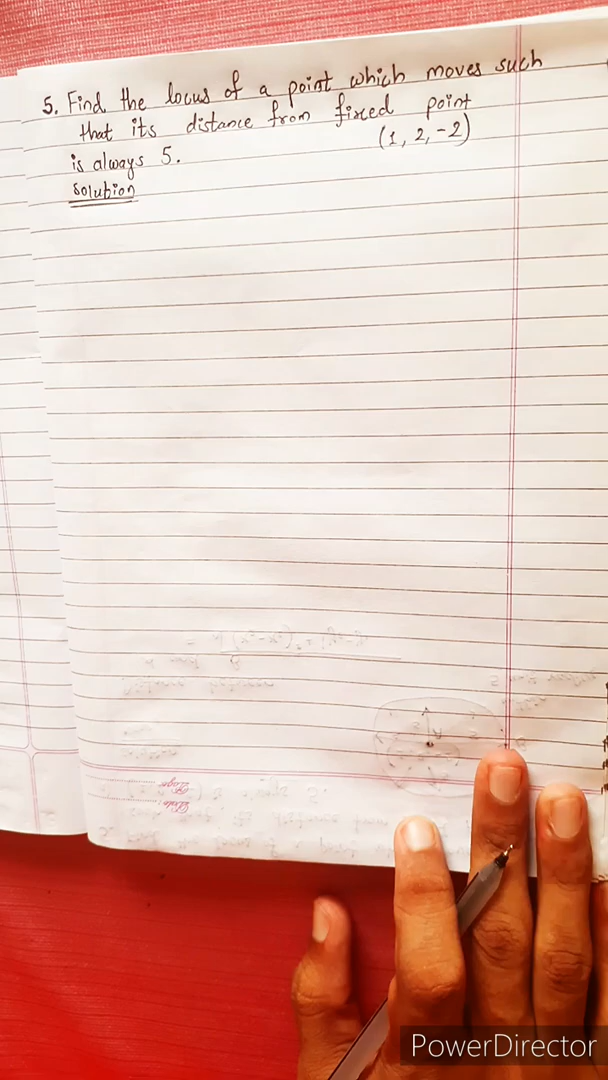 5. Find the locus of a point which moves such
that its distance from fixed point
(1, 2, -2)
is always 5.
solution
PowerDirector